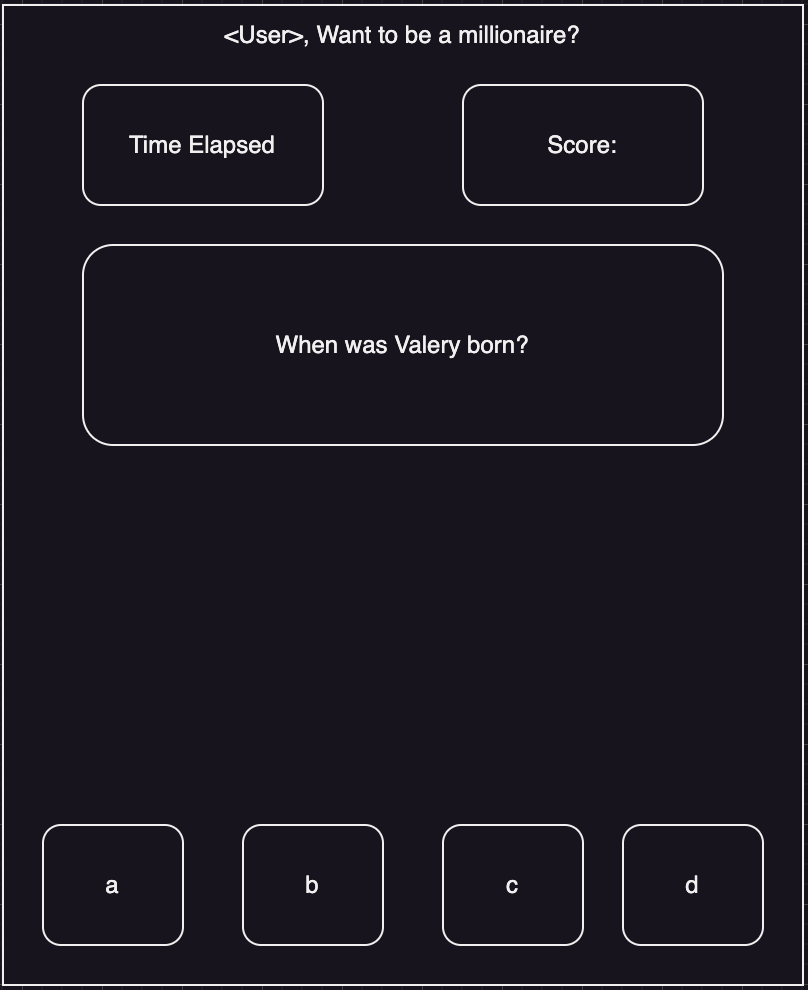 <User>, Want to be a millionaire?
Time Elapsed
Score:
When was Valery born?
a
b
c
d